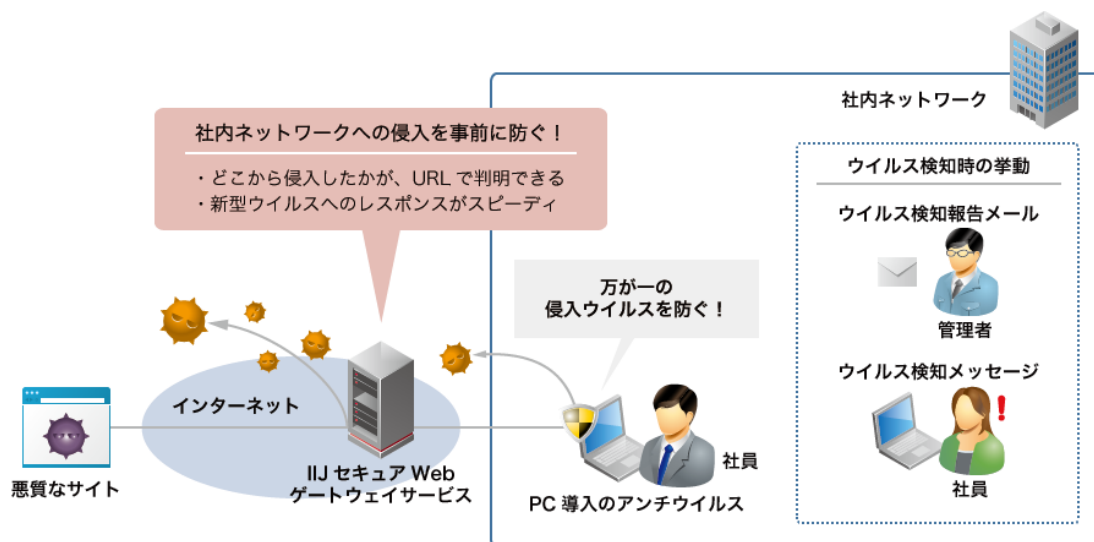 社内ネットワーク
社内ネットワークへの侵入を事前に防ぐ！
・どこから侵入したかが、URL で判明できる
・新型ウイルスへのレスポンスがスピーディ
ウイルス検知時の挙動
ウイルス検知報告メール
管理者
ウイルス検知メッセージ
社員
万が一の
侵入ウイルスを防ぐ！
インターネット
悪質なサイト
IIJ セキュア Web
ゲートウェイサービス
社員
PC 導入のアンチウイルス